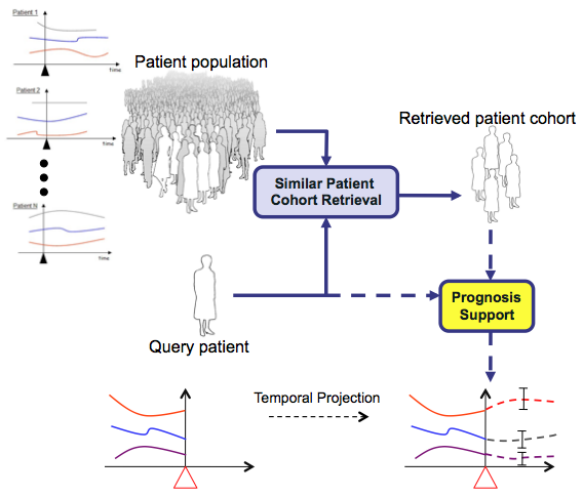 Patient 1
Time
Patient population
Patient 2
Time
Retrieved patient cohort
Similar Patient
Cohort Retrieval
Patient N
Time
Prognosis
Support
Query patient
Temporal Projection